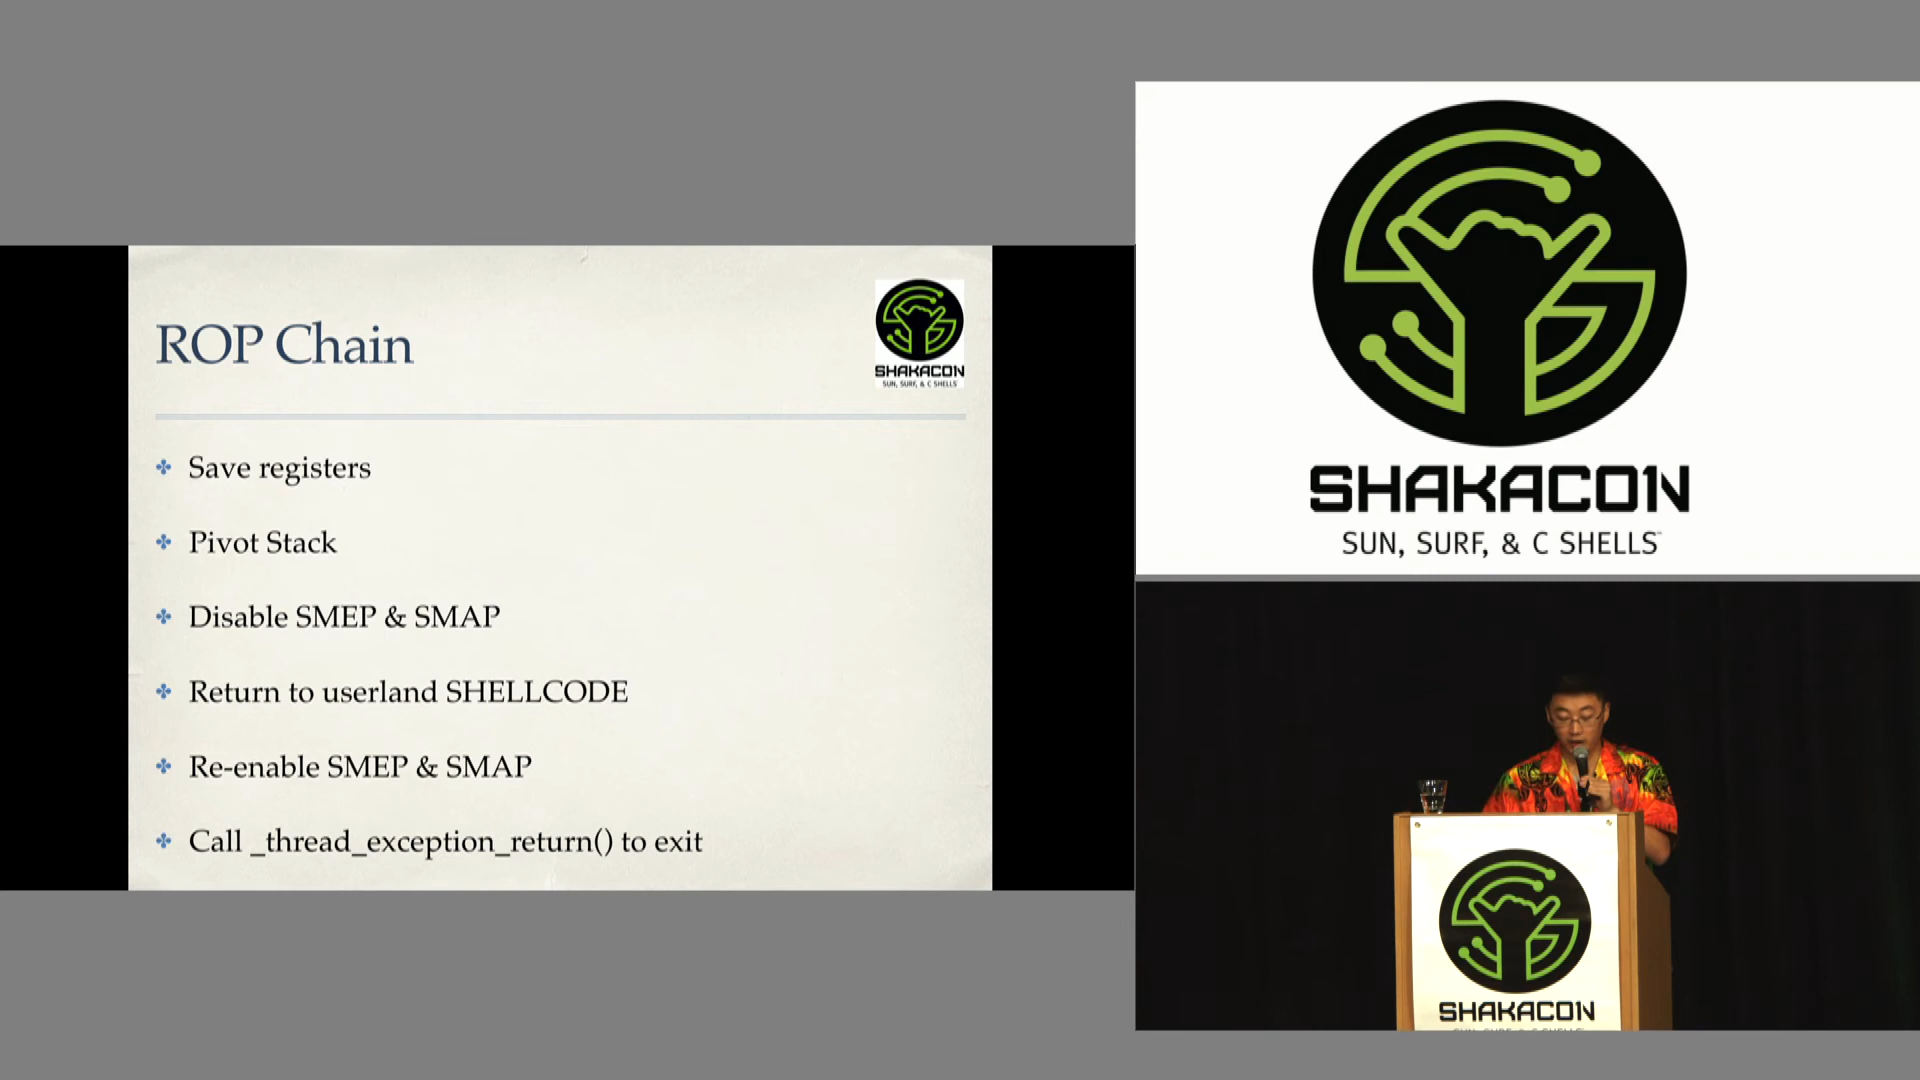 ROP Chain
SHAKACON
SUN, SURF, & C SHELLS
Save registers
Pivot Stack
Disable SMEP & SMAP
Return to userland SHELLCODE
Re-enable SMEP & SMAP
Call _thread_exception_return() to exit
SHAKACON
SUN, SURF, & C SHELLS™
SHAKACON